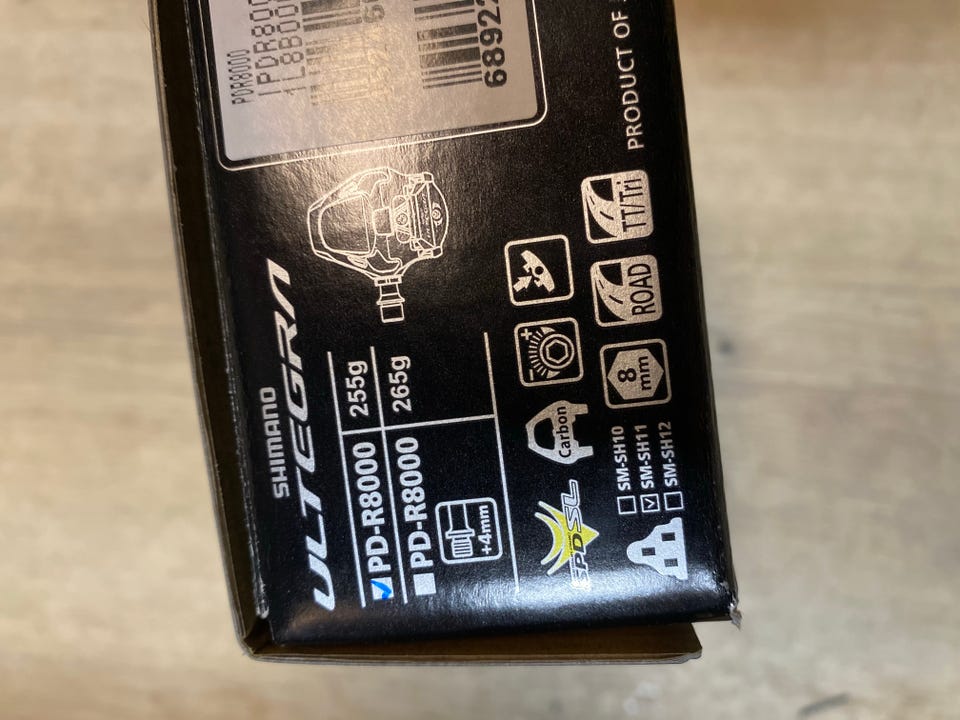 PDR8000
SHIMANO
ULTEGRA
PD-R8000 255g
PD-R8000 265g
+4mm
SPD-SL
Carbon
8
mm
ROAD
TT/Tri
SM-SH10
SM-SH11
SM-SH12
PRODUCT OF